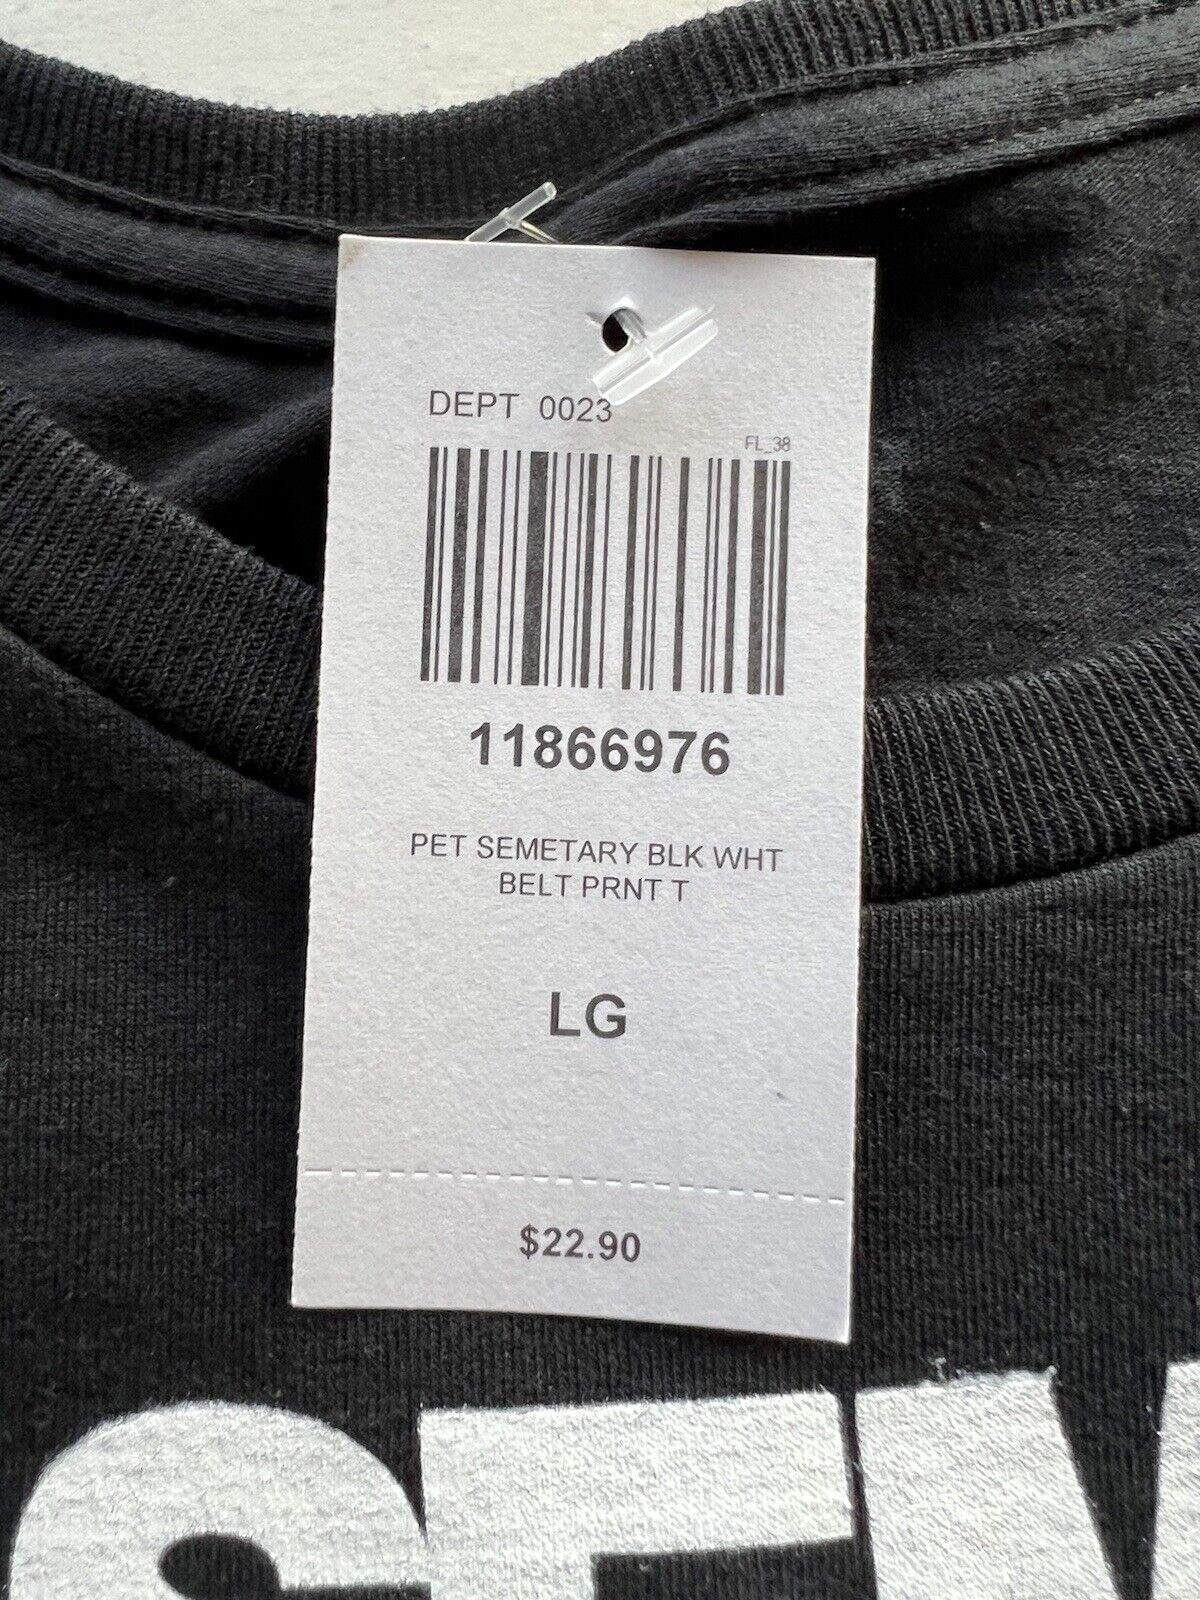 DEPT 0023
FL_38
11866976
PET SEMETARY BLK WHT
BELT PRNT T
LG
$22.90